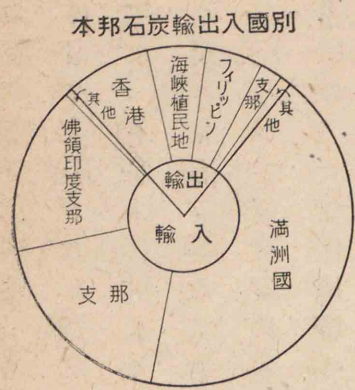 本邦石炭輸出入國別
其他
香港
海峽植民地
フィリッピン
支那
其他
輸出
輸入
佛領印度支那
支那
満洲國